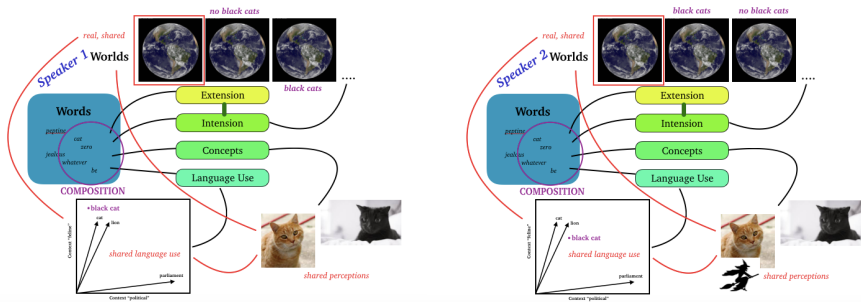 no black cats
real, shared
Speaker 1
Worlds
black cats
....
Extension
Words
Intension
peptine
cat
zero
Concepts
jealous
whatever
be
Language Use
COMPOSITION
black cat
cat
lion
Context "feline"
shared language use
parliament
Context "political"
shared perceptions
black cats
no black cats
real, shared
Speaker 2
Worlds
....
Extension
Words
Intension
peptine
cat
zero
Concepts
jealous
whatever
be
Language Use
COMPOSITION
cat
lion
black cat
Context "feline"
shared language use
parliament
Context "political"
shared perceptions